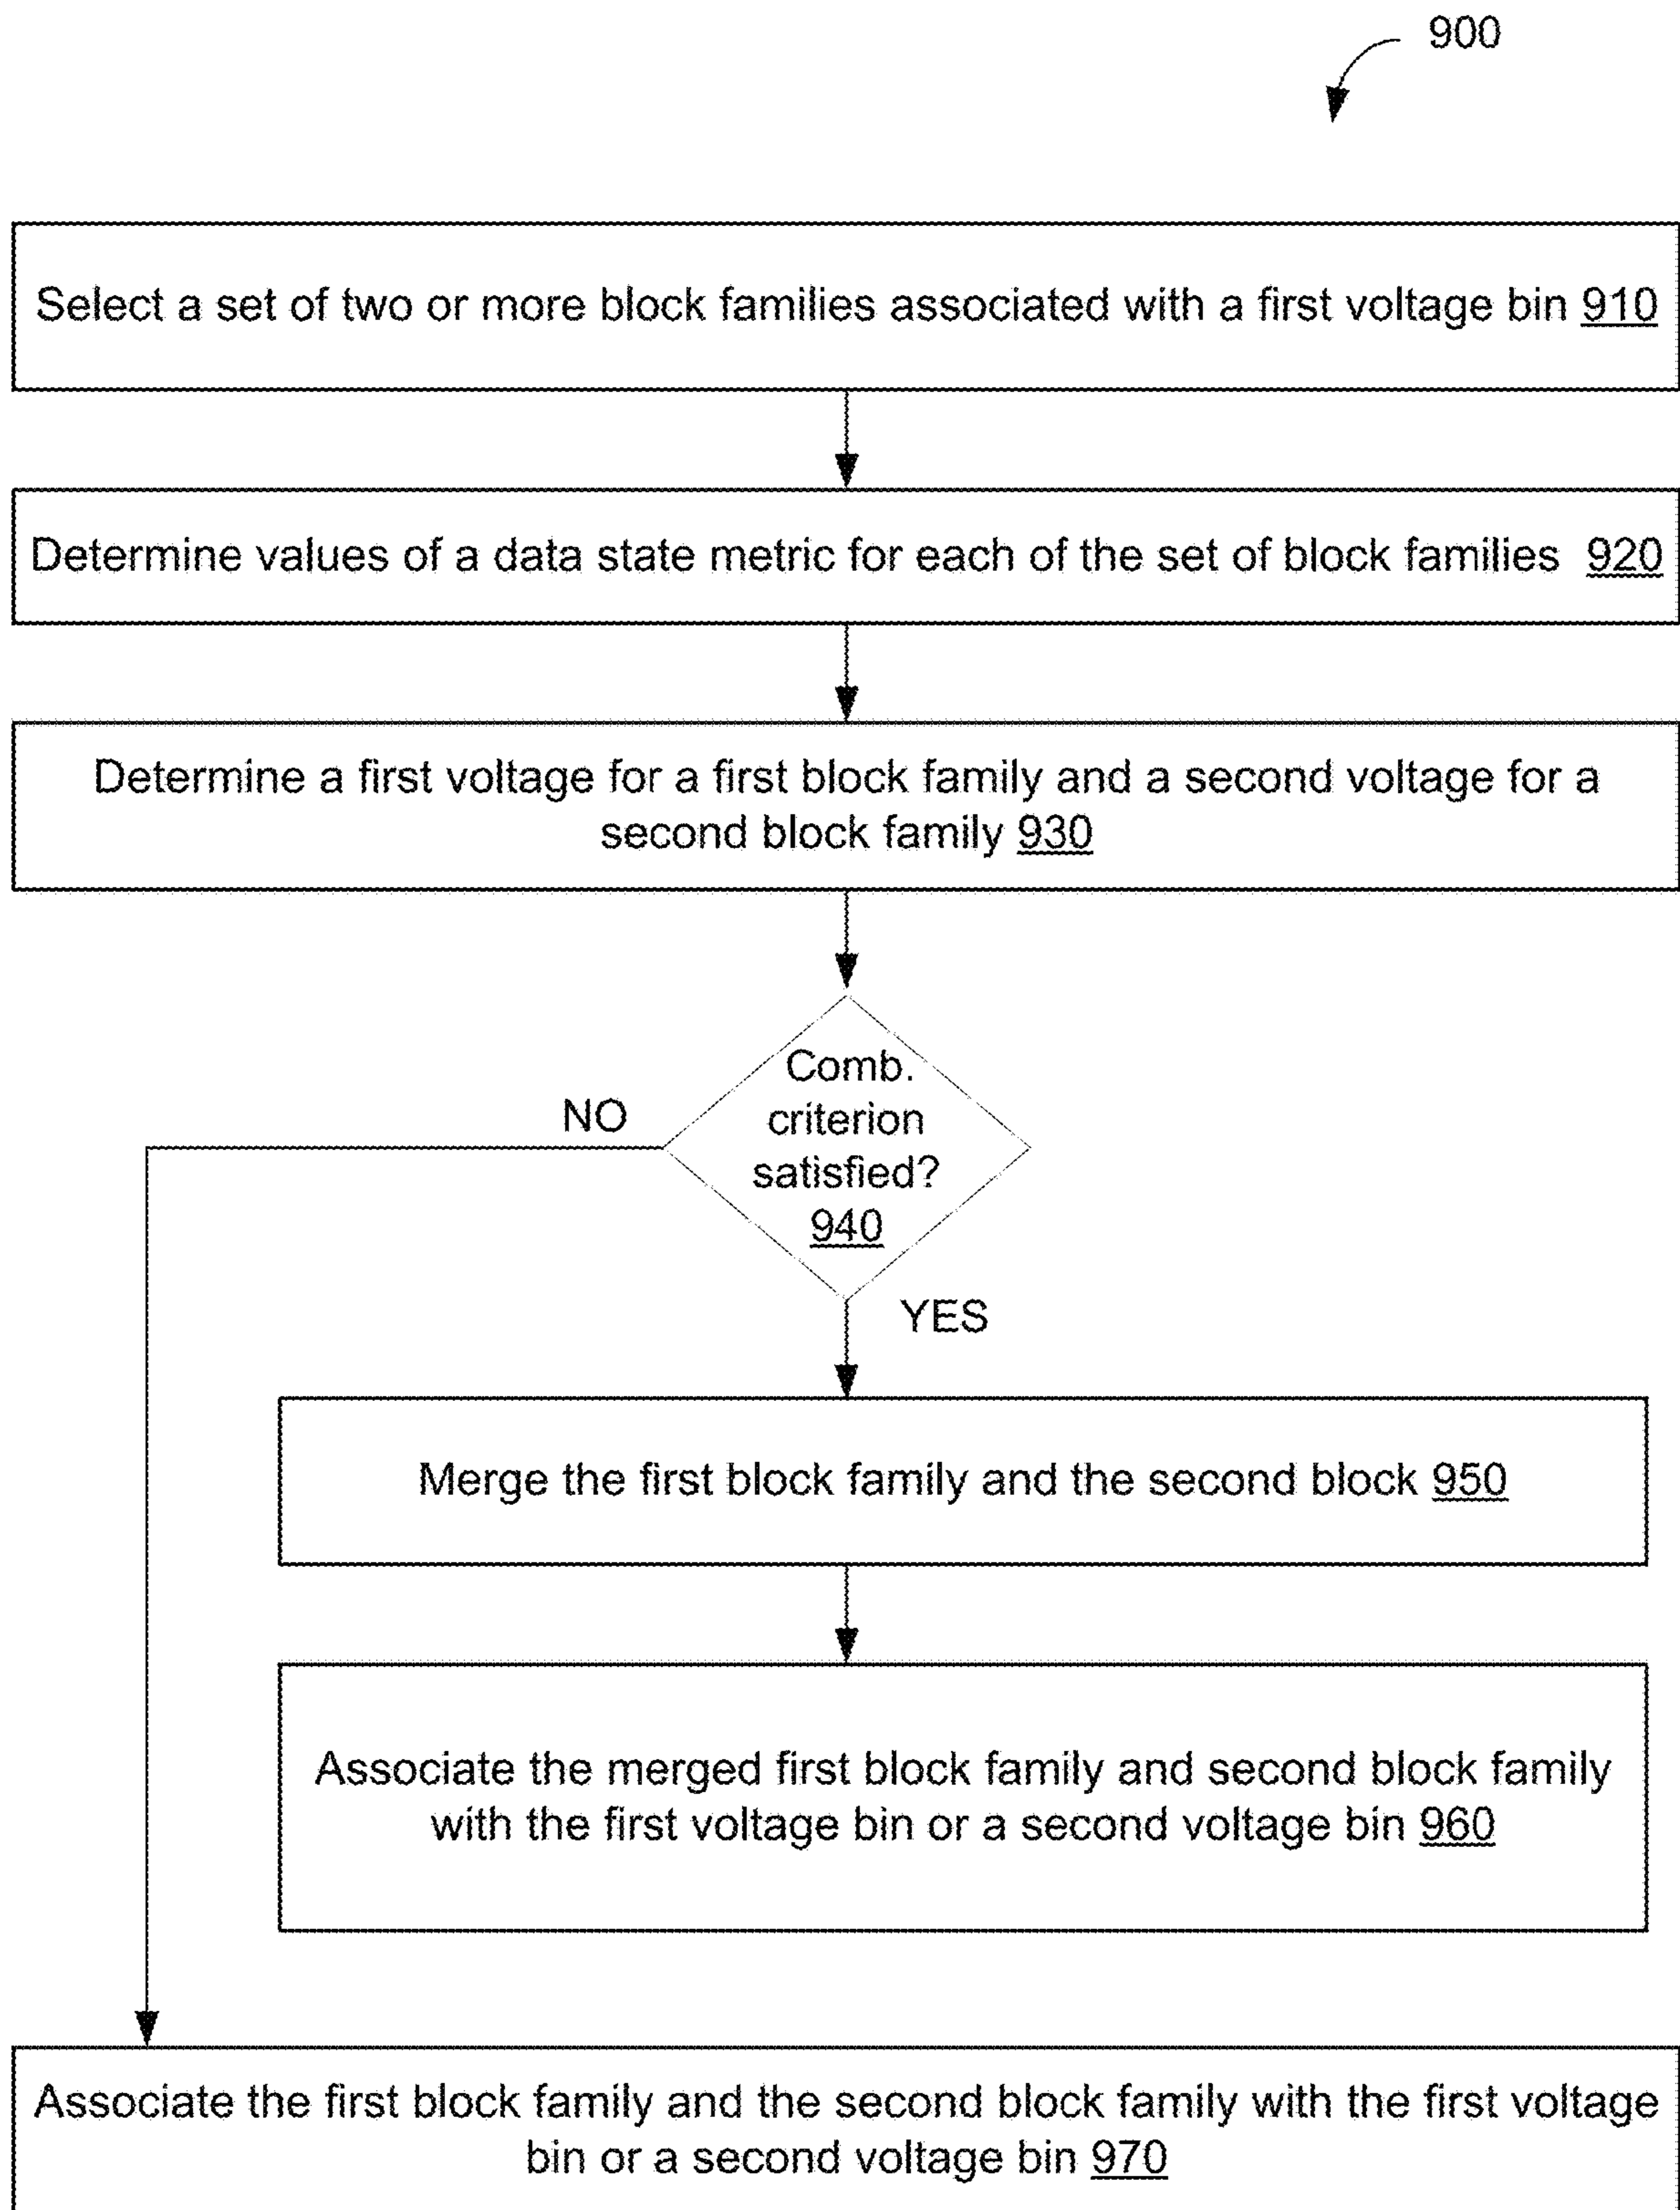 900
Select a set of two or more block families associated with a first voltage bin 910
Determine values of a data state metric for each of the set of block families 920
Determine a first voltage for a first block family and a second voltage for a
second block family 930
Comb.
criterion
satisfied?
940
NO
YES
Merge the first block family and the second block 950
Associate the merged first block family and second block family
with the first voltage bin or a second voltage bin 960
Associate the first block family and the second block family with the first voltage
bin or a second voltage bin 970